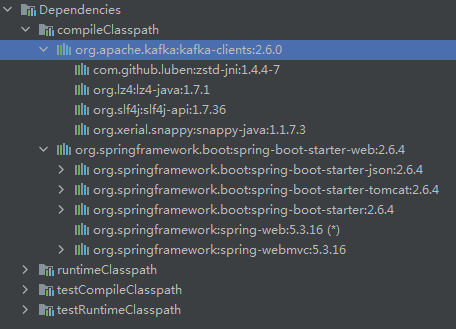 Dependencies
compileClasspath
org.apache.kafka:kafka-clients:2.6.0
com.github.luben:zstd-jni:1.4.4-7
org.lz4:lz4-java:1.7.1
org.slf4j:slf4j-api:1.7.36
org.xerial.snappy:snappy-java:1.1.7.3
org.springframework.boot:spring-boot-starter-web:2.6.4
org.springframework.boot:spring-boot-starter-json:2.6.4
org.springframework.boot:spring-boot-starter-tomcat:2.6.4
org.springframework.boot:spring-boot-starter:2.6.4
org.springframework:spring-web:5.3.16 (*)
org.springframework:spring-webmvc:5.3.16
runtimeClasspath
testCompileClasspath
testRuntimeClasspath